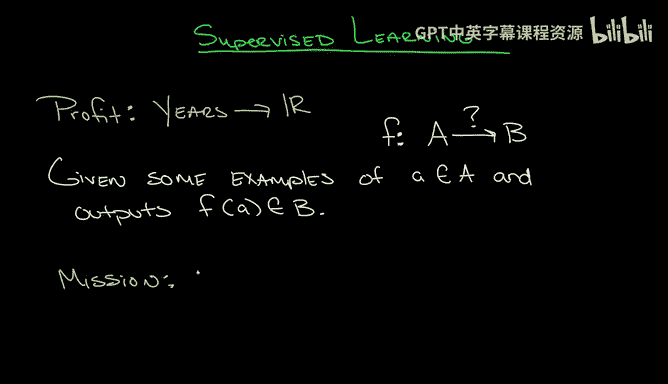 Supervised Learning
GPT中英字幕课程资源 bilibili
Profit: Years → IR
f: A →? B
Given some examples of a ∈ A and
outputs f(a) ∈ B.
Mission: